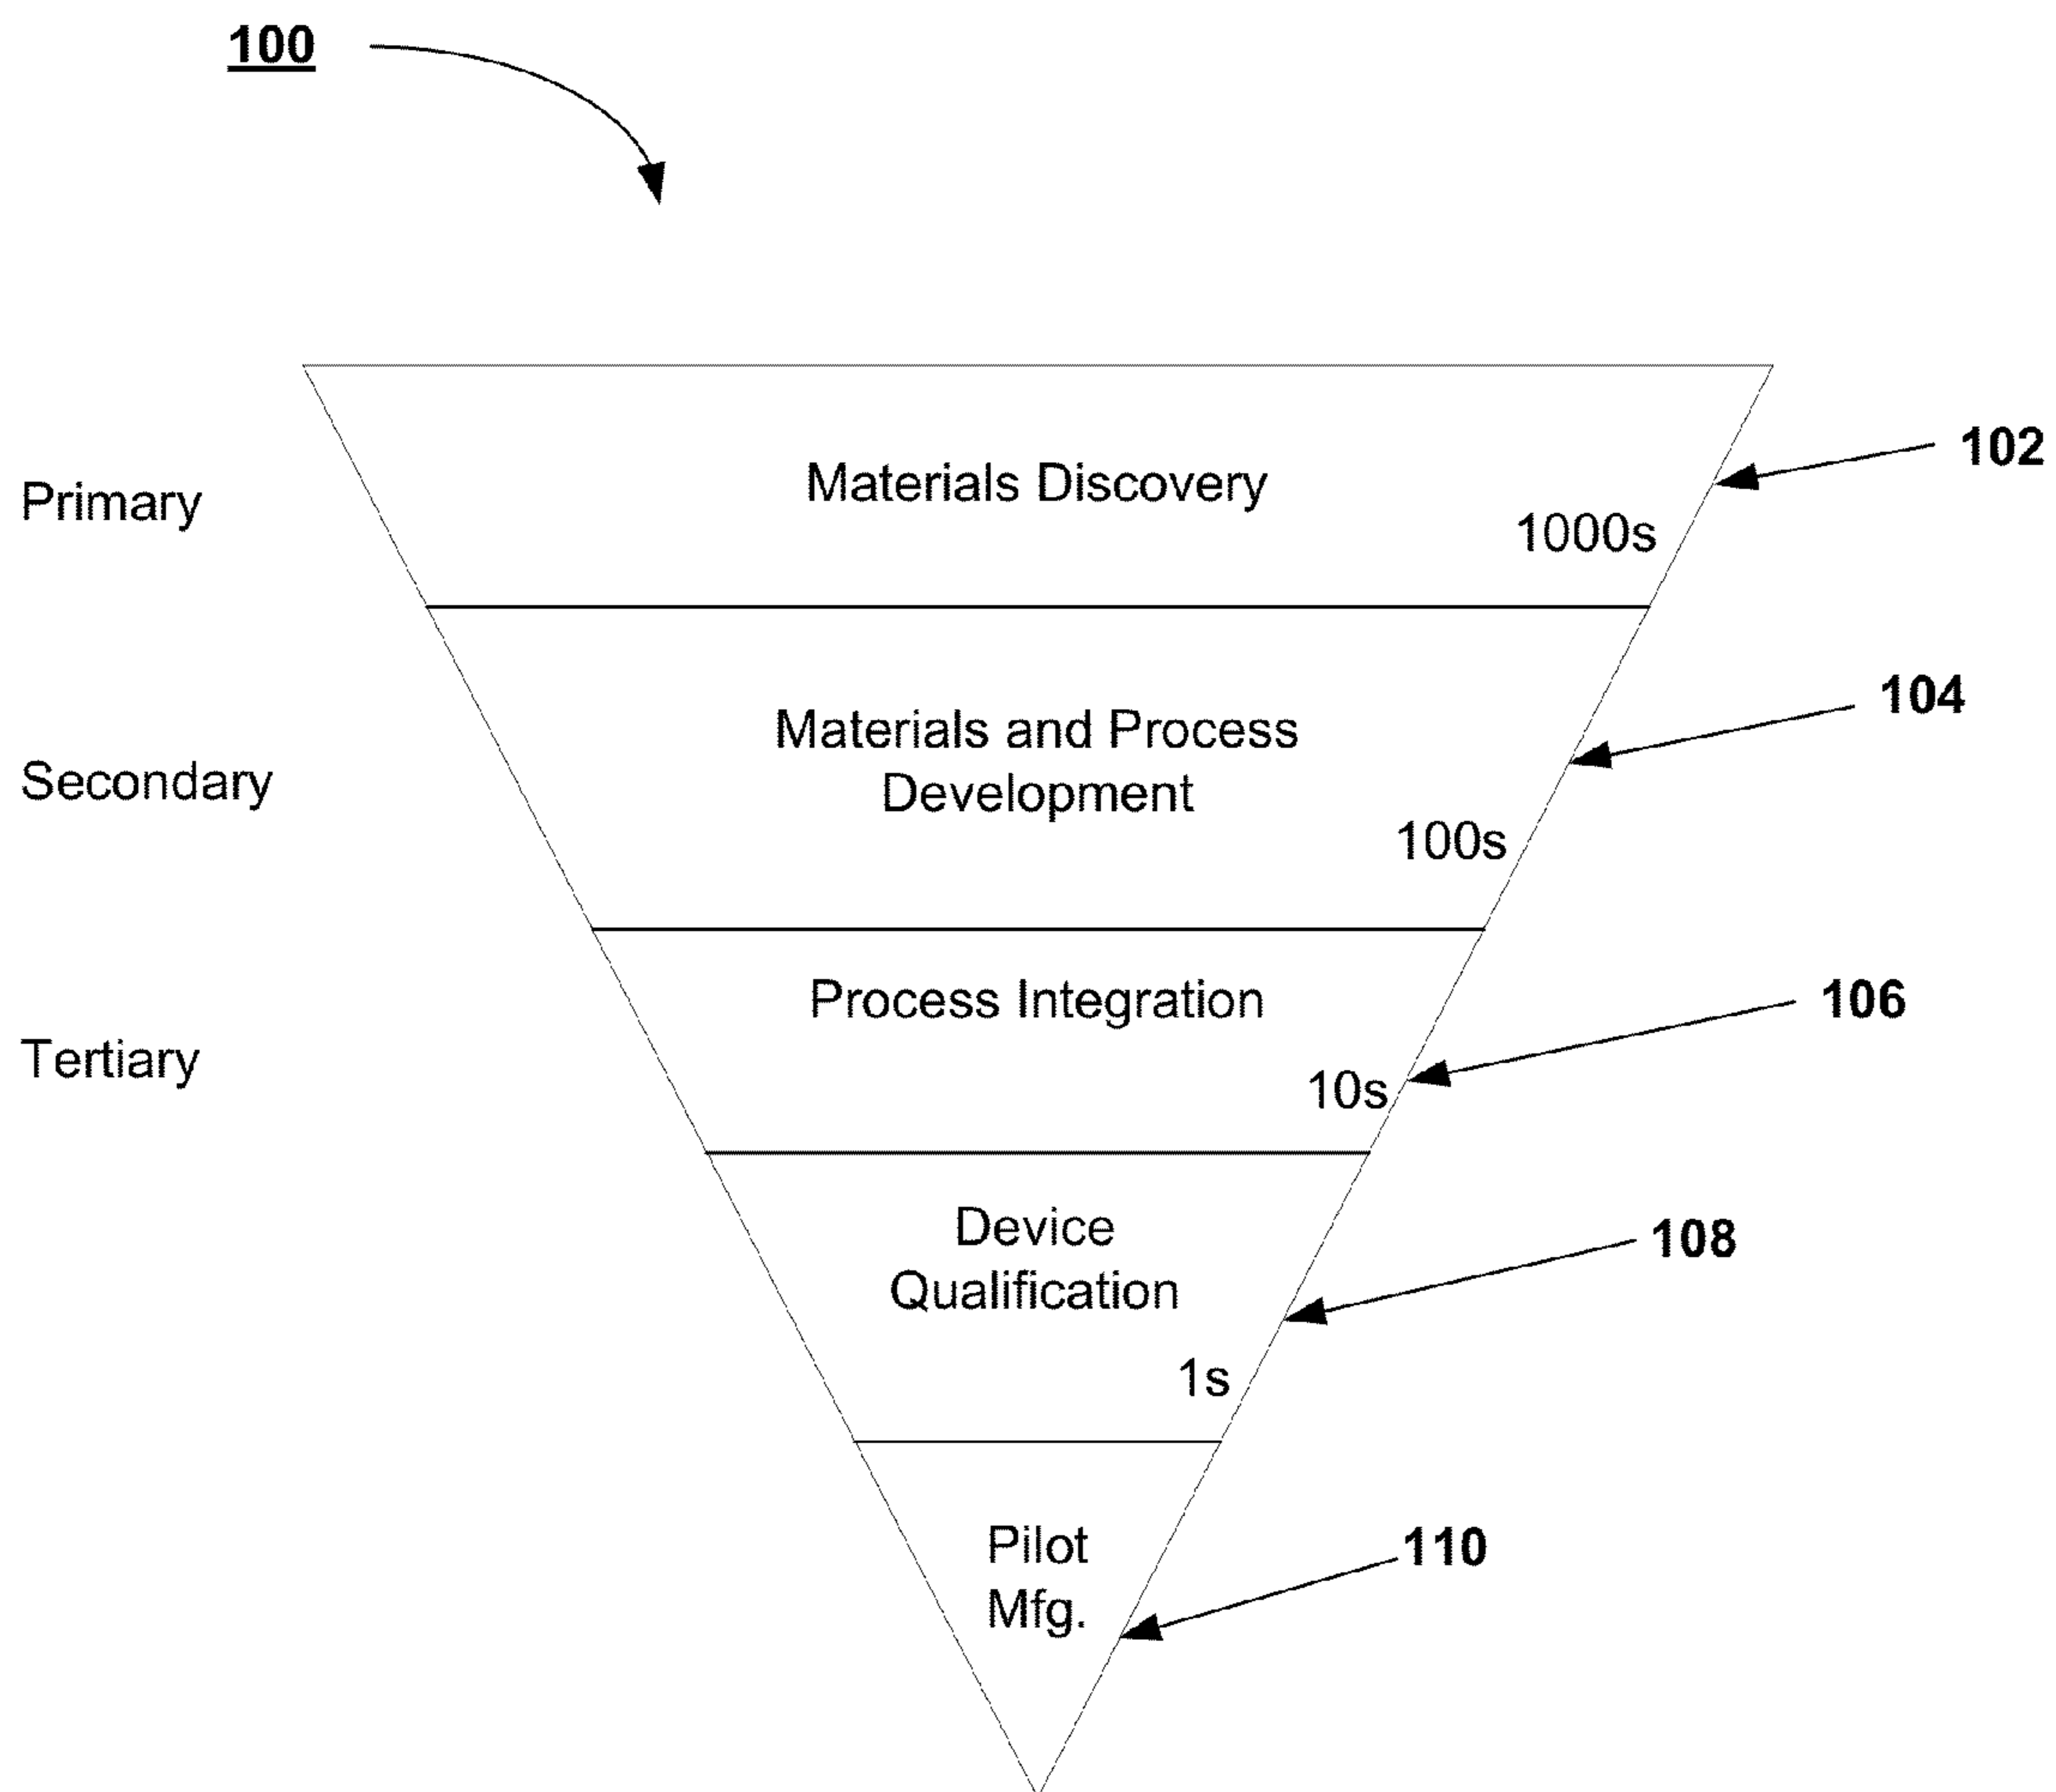 100
Materials Discovery
102
Primary
1000s
Materials and Process
Development
104
Secondary
100s
Process Integration
106
Tertiary
10s
Device
Qualification
108
1s
Pilot
Mfg.
110